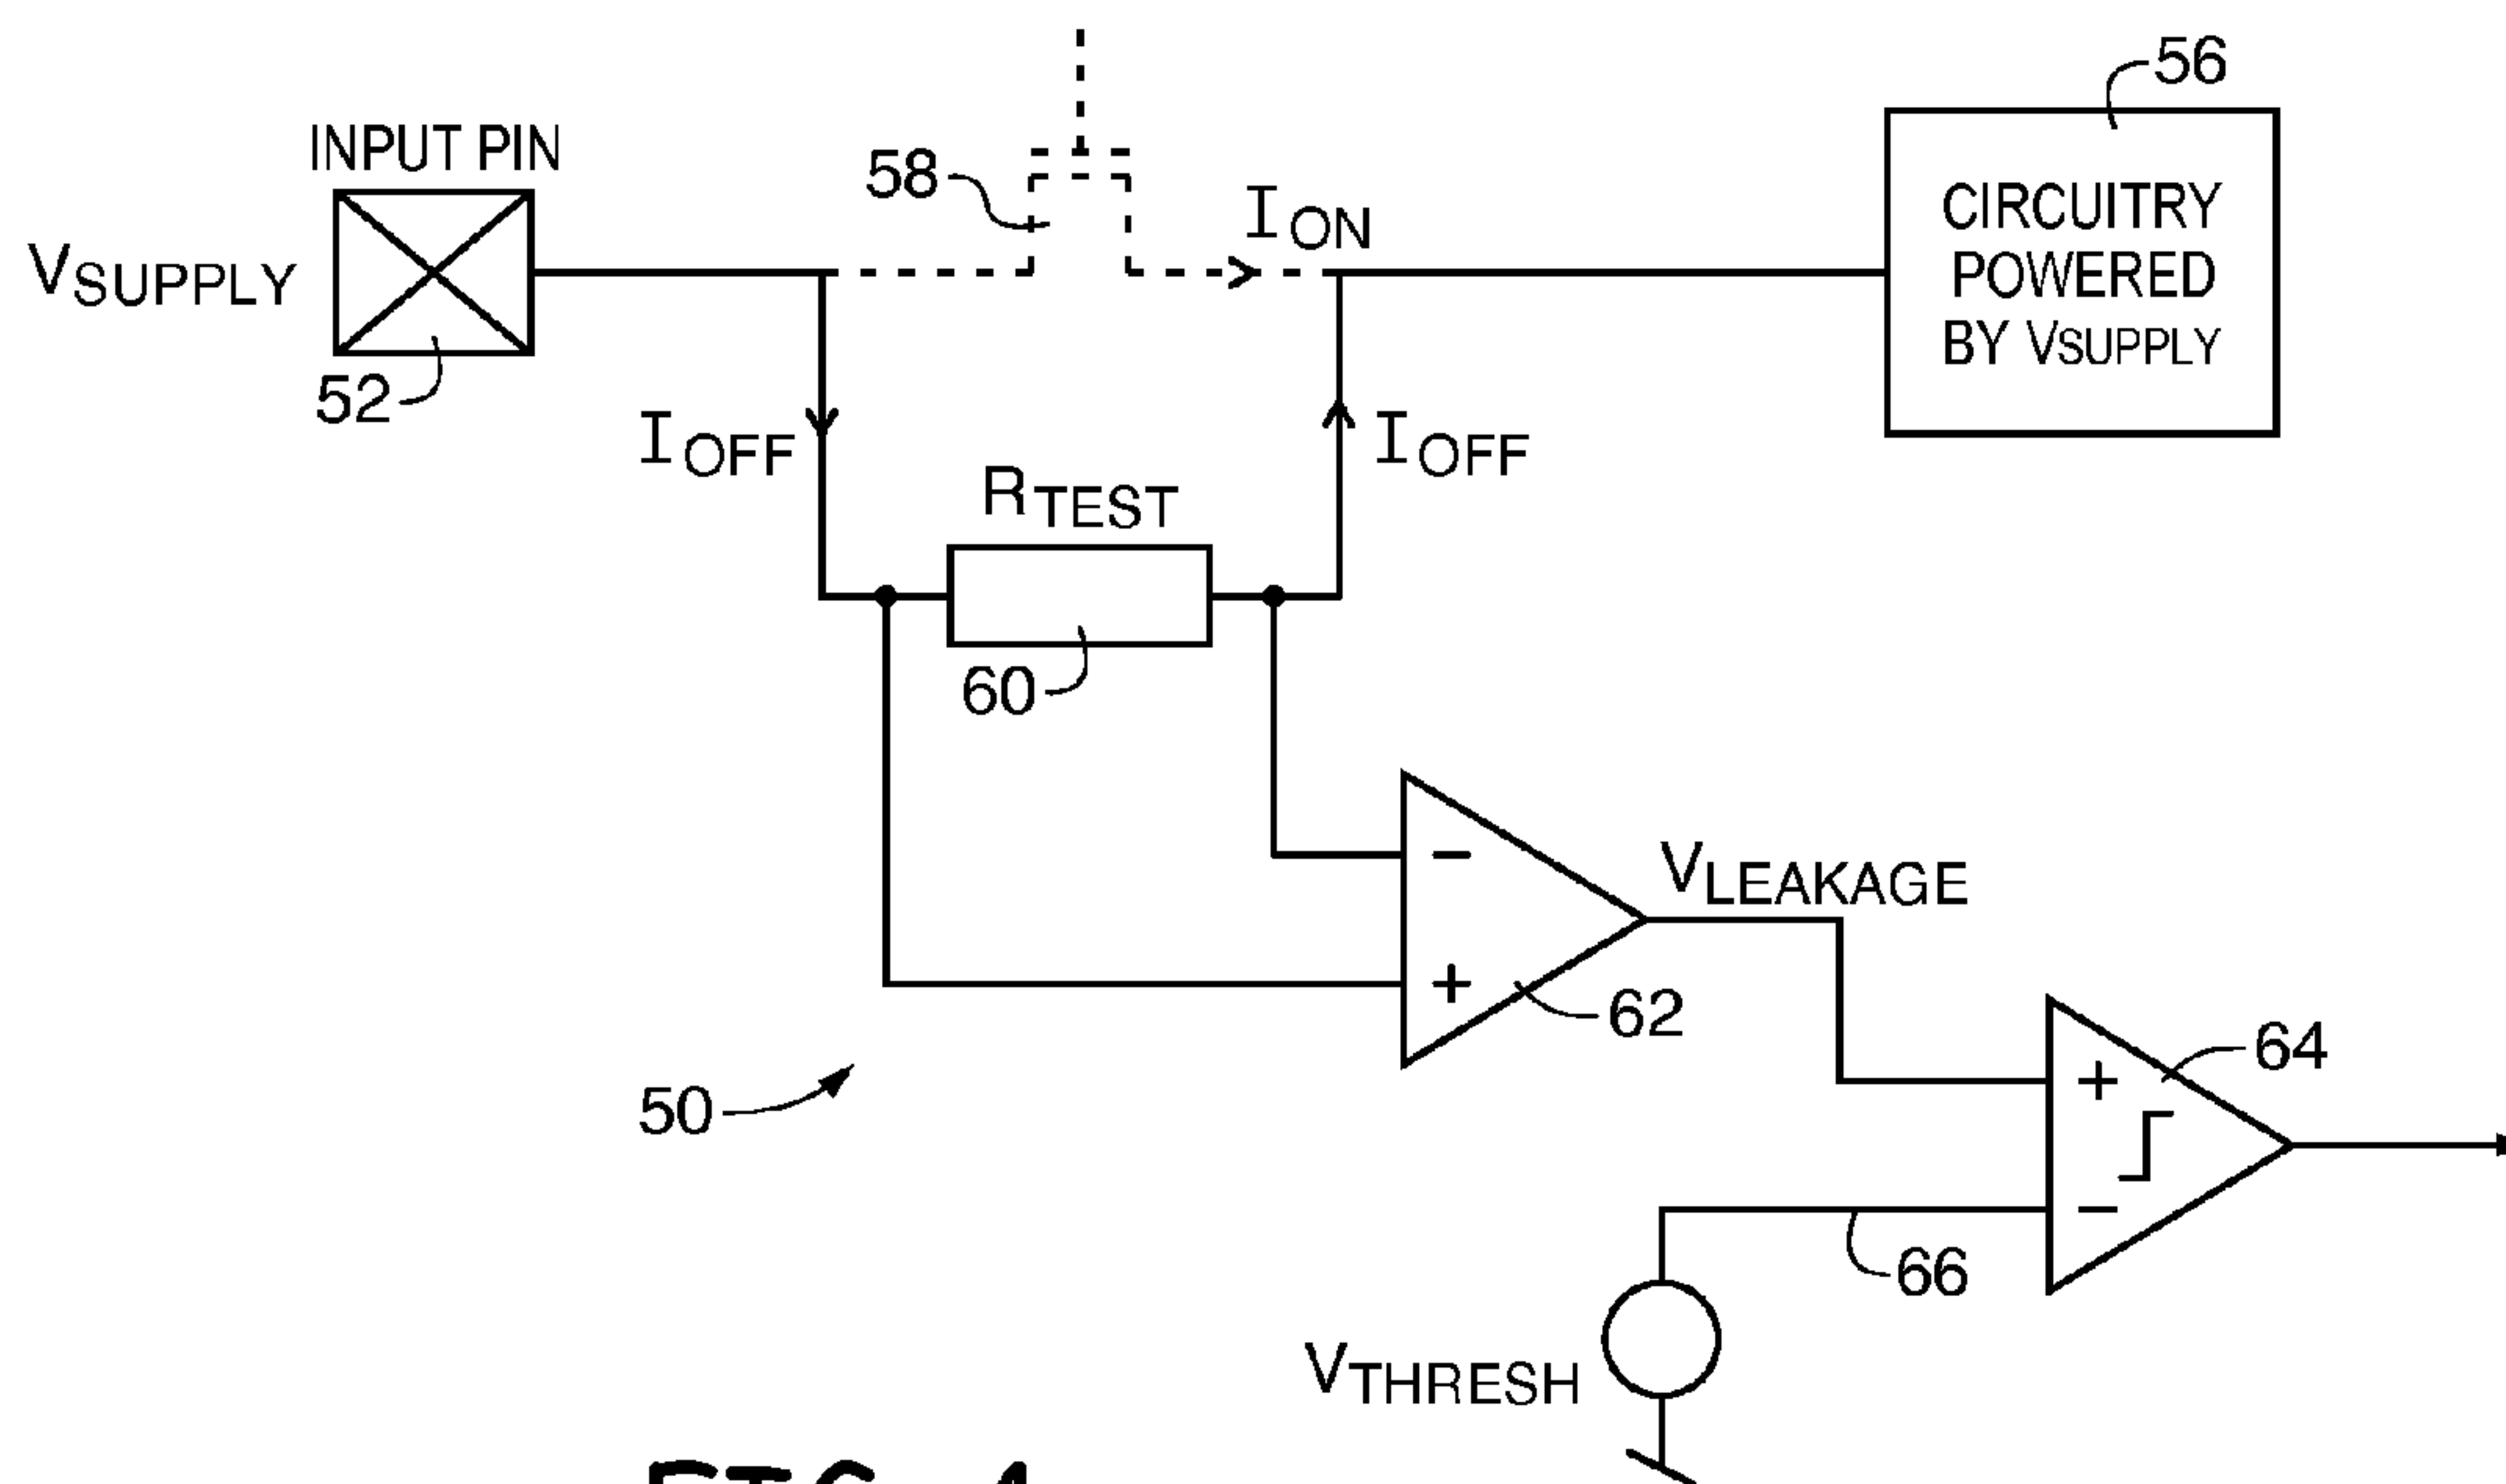 56
INPUT PIN
58
ION
CIRCUITRY
POWERED
BY VSUPPLY
VSUPPLY
52
IOFF
IOFF
RTEST
60
−
VLEAKAGE
+
62
64
50
+
−
66
VTHRESH